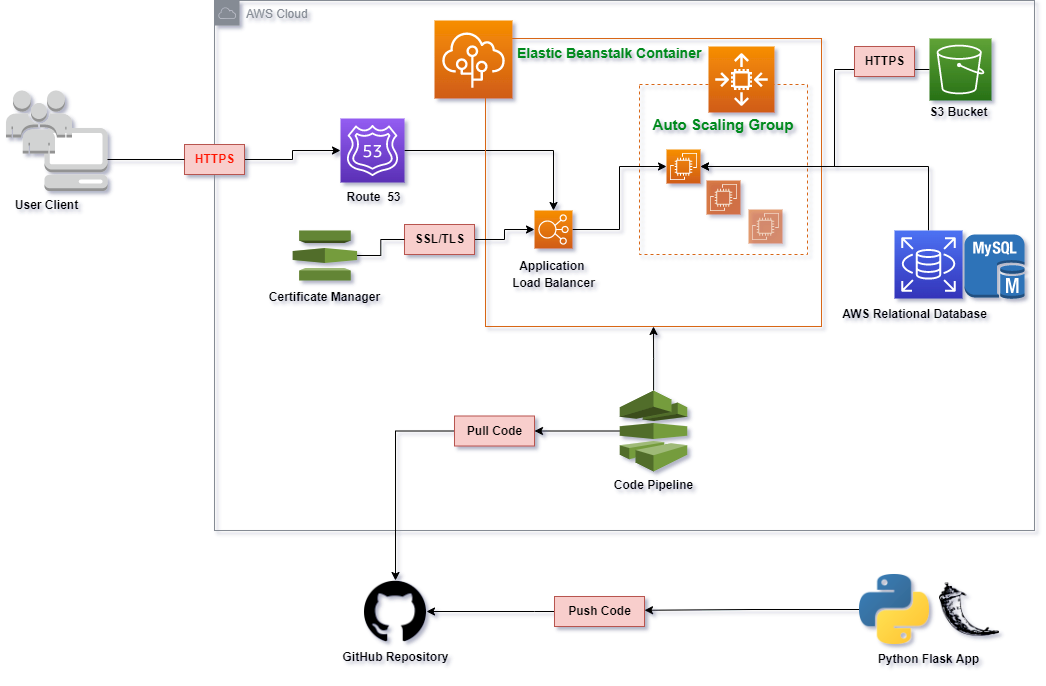 AWS Cloud
Elastic Beanstalk Container
HTTPS
S3 Bucket
Auto Scaling Group
HTTPS
53
User Client
Route 53
SSL/TLS
MySQL
M
Certificate Manager
Application
Load Balancer
AWS Relational Database
Pull Code
Code Pipeline
Push Code
GitHub Repository
Python Flask App